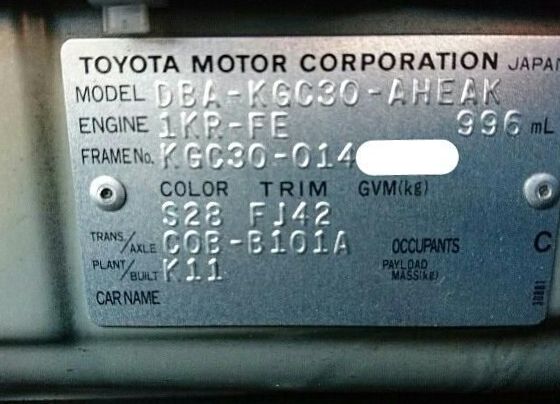 TOYOTA MOTOR CORPORATION JAPAN
MODEL DBA-KGC30-AHEAK
ENGINE 1KR-FE 996 mL
FRAME No. KGC30-014
COLOR TRIM GVM(kg)
S28 FJ42
TRANS/AXLE C0B-B101A OCCUPANTS C
PLANT/BUILT K11 PAYLOAD MASS(kg)
CAR NAME